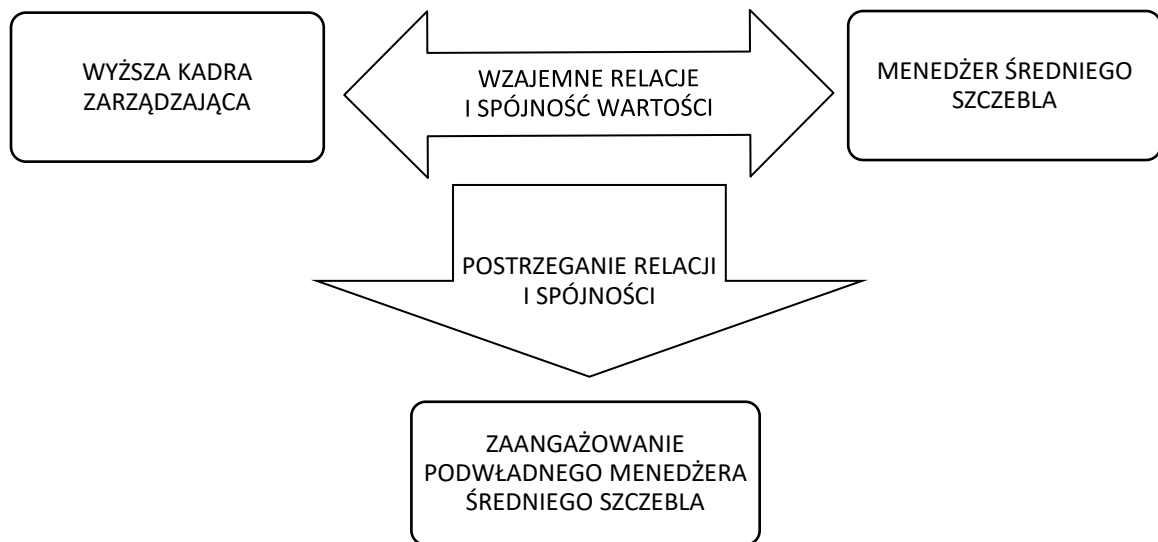 WYŻSZA KADRA
ZARZĄDZAJĄCA
WZAJEMNE RELACJE
I SPÓJNOŚĆ WARTOŚCI
MENEDŻER ŚREDNIEGO
SZCZEBLA
POSTRZEGANIE RELACJI
I SPÓJNOŚCI
ZAANGAŻOWANIE
PODWŁADNEGO MENEDŻERA
ŚREDNIEGO SZCZEBLA